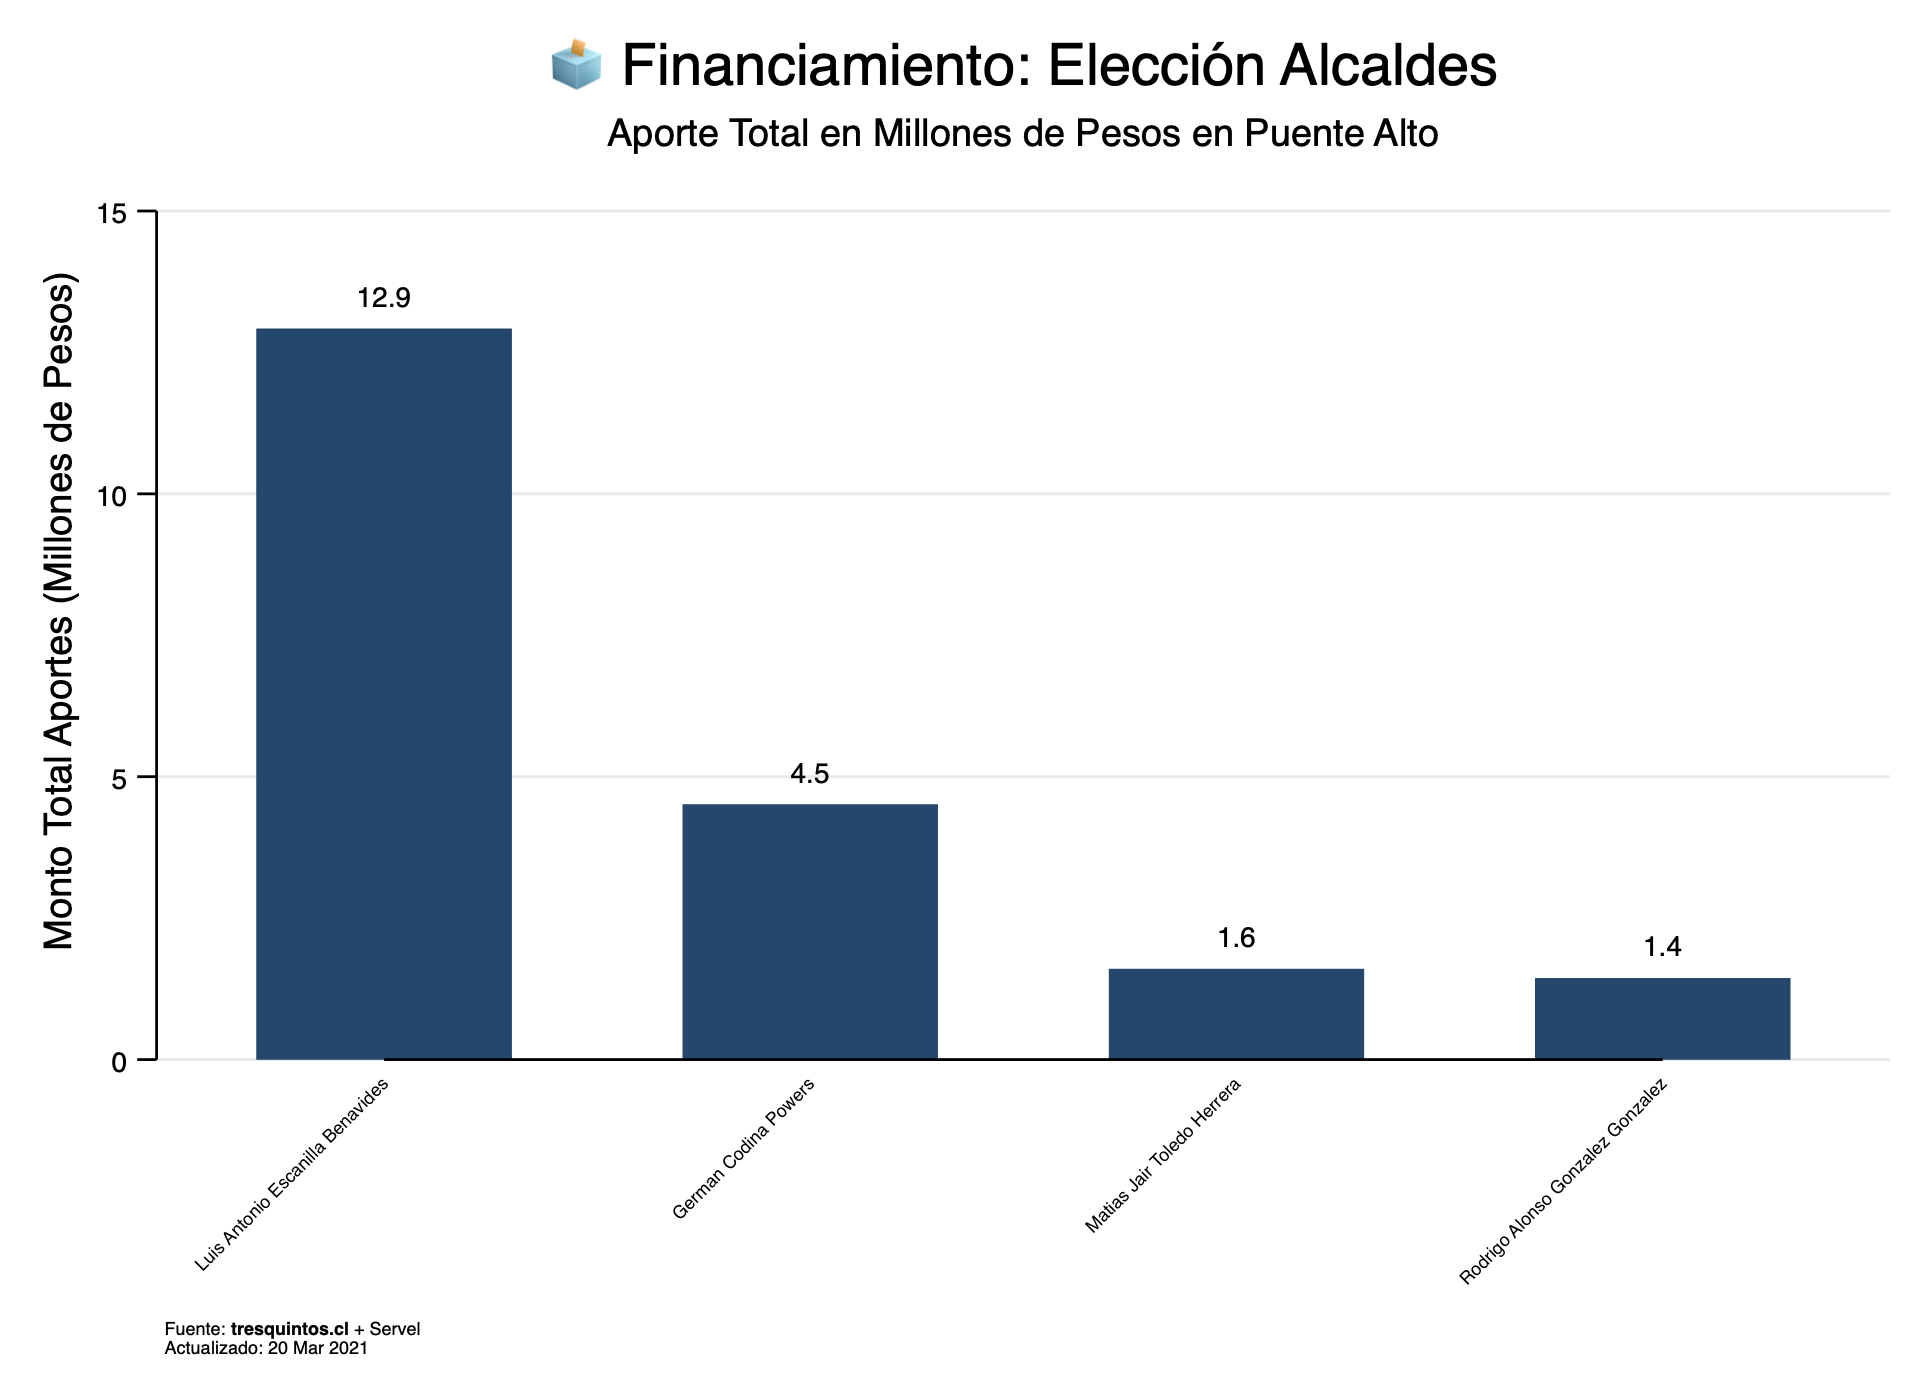 Financiamiento: Elección Alcaldes
Aporte Total en Millones de Pesos en Puente Alto
Monto Total Aportes (Millones de Pesos)
15
10
5
0
12.9
4.5
1.6
1.4
Luis Antonio Escanilla Benavides
German Codina Powers
Matias Jair Toledo Herrera
Rodrigo Alonso Gonzalez Gonzalez
Fuente: tresquintos.cl + Servel
Actualizado: 20 Mar 2021